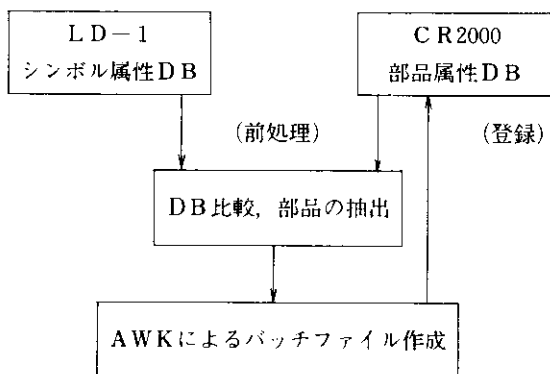 LD-1
シンボル属性DB
CR2000
部品属性DB
(前処理)
(登録)
DB比較, 部品の抽出
AWKによるバッチファイル作成